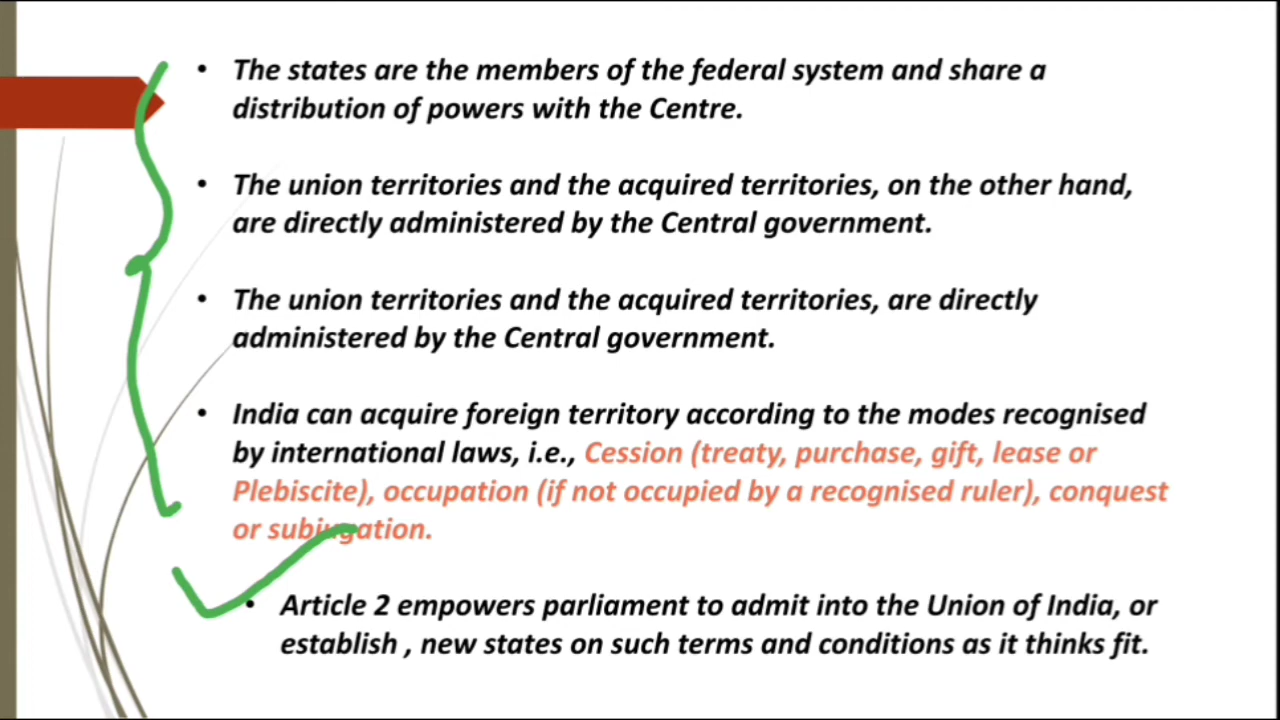 • The states are the members of the federal system and share a
distribution of powers with the Centre.
• The union territories and the acquired territories, on the other hand,
are directly administered by the Central government.
• The union territories and the acquired territories, are directly
administered by the Central government.
• India can acquire foreign territory according to the modes recognised
by international laws, i.e., Cession (treaty, purchase, gift, lease or
Plebiscite), occupation (if not occupied by a recognised ruler), conquest
or subjugation.
• Article 2 empowers parliament to admit into the Union of India, or
establish , new states on such terms and conditions as it thinks fit.